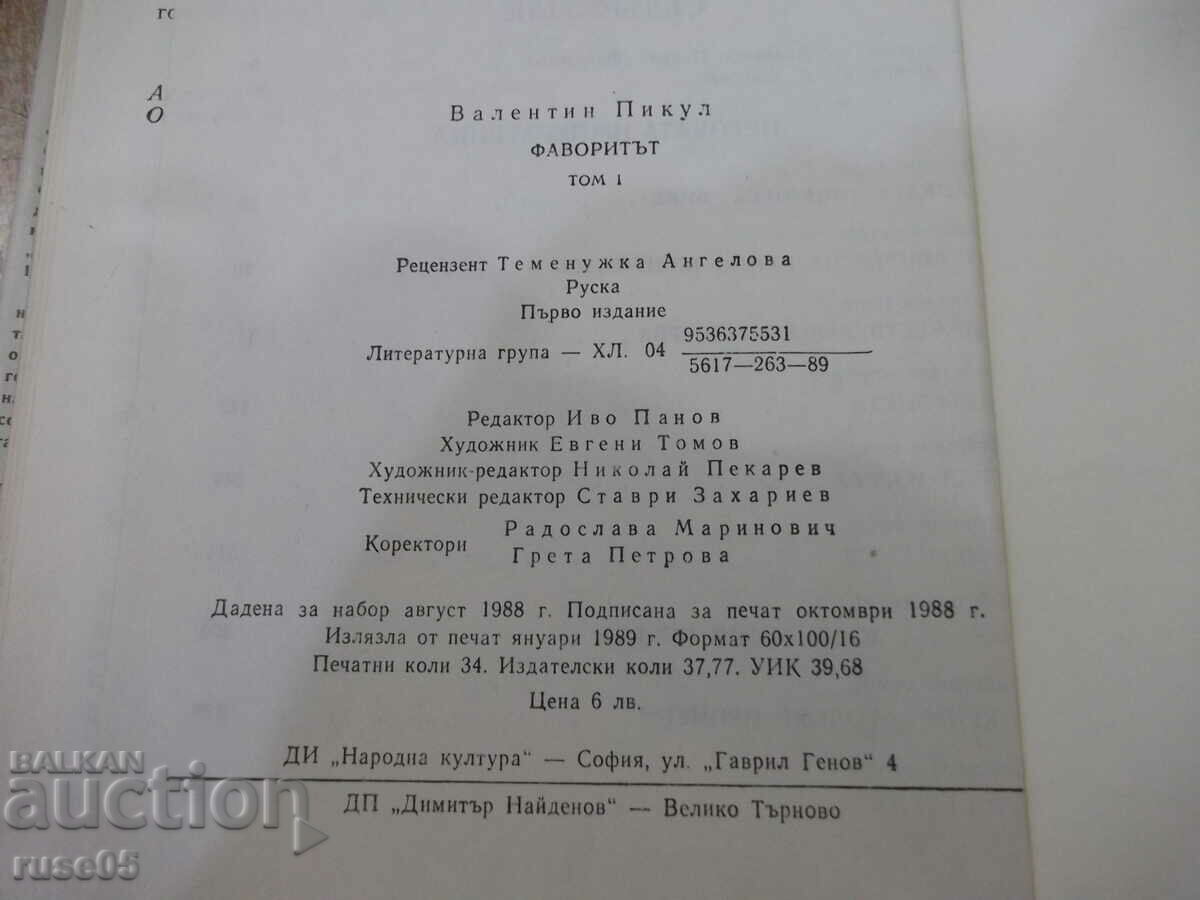 Валентин Пикул
ФАВОРИТЪТ
ТОМ I
Рецензент Теменужка Ангелова
Руска
Първо издание
Литературна група — ХЛ. 04 9536375531
5617—263—89
Редактор Иво Панов
Художник Евгени Томов
Художник-редактор Николай Пекарев
Технически редактор Ставри Захариев
Коректори Радослава Маринович
Грета Петрова
Дадена за набор август 1988 г. Подписана за печат октомври 1988 г.
Излязла от печат януари 1989 г. Формат 60x100/16
Печатни коли 34. Издателски коли 37,77. УИК 39,68
Цена 6 лв.
ДИ „Народна култура“ — София, ул. „Гаврил Генов“ 4
ДП „Димитър Найденов“ — Велико Търново
BALKAN
auction
ruse05